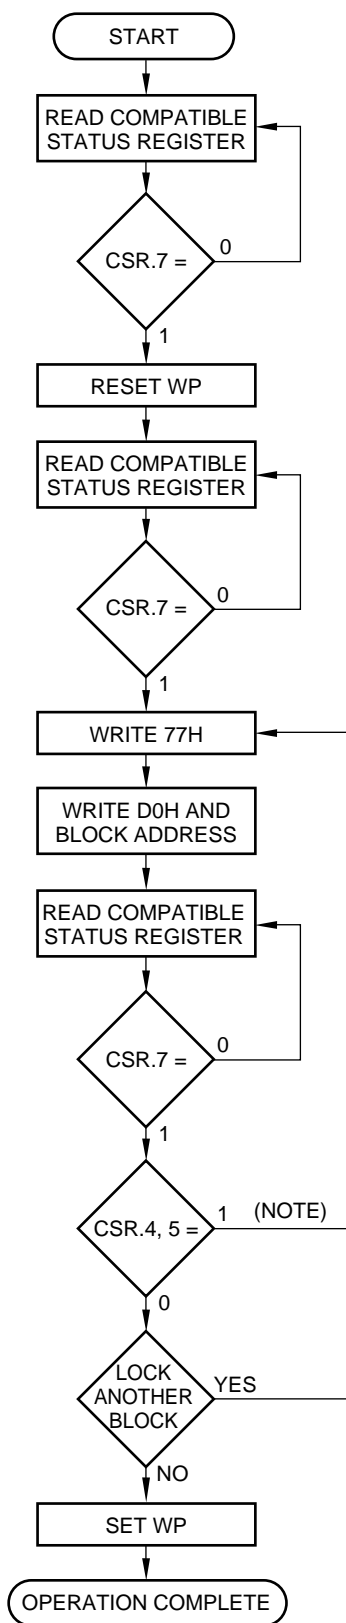 START
READ COMPATIBLE
STATUS REGISTER
CSR.7 =
0
1
RESET WP
READ COMPATIBLE
STATUS REGISTER
CSR.7 =
0
1
WRITE 77H
WRITE D0H AND
BLOCK ADDRESS
READ COMPATIBLE
STATUS REGISTER
CSR.7 =
0
1
CSR.4, 5 =
1 (NOTE)
0
LOCK
ANOTHER
BLOCK
YES
NO
SET WP
OPERATION COMPLETE